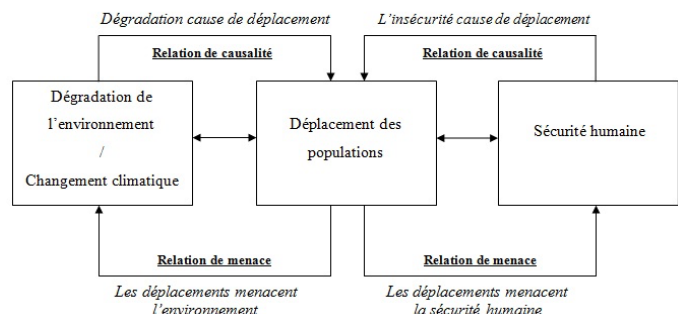 Dégradation cause de déplacement
L'insécurité cause de déplacement
Relation de causalité
Relation de causalité
Dégradation de
l'environnement
/
Changement climatique
Déplacement des
populations
Sécurité humaine
Relation de menace
Relation de menace
Les déplacements menacent
l'environnement
Les déplacements menacent
la sécurité humaine